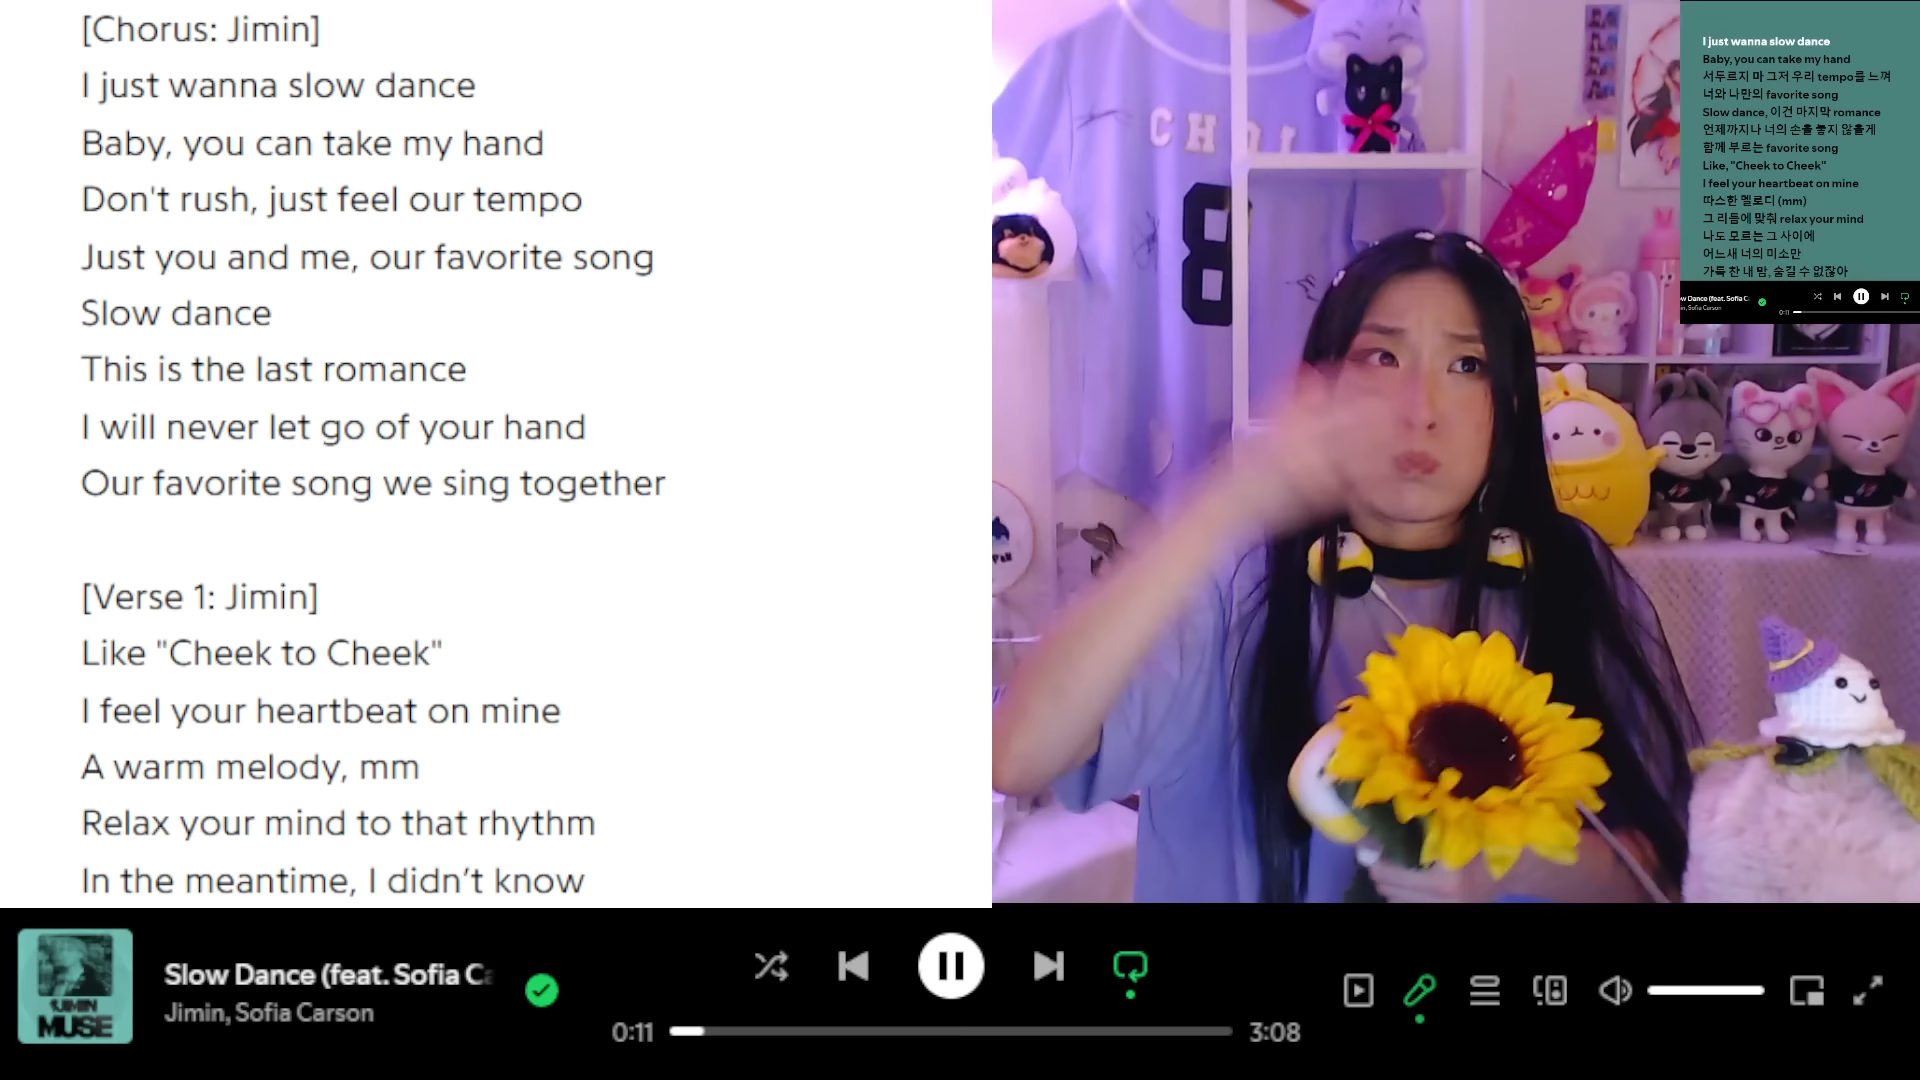 [Chorus: Jimin]
I just wanna slow dance
Baby, you can take my hand
Don't rush, just feel our tempo
Just you and me, our favorite song
Slow dance
This is the last romance
I will never let go of your hand
Our favorite song we sing together
[Verse 1: Jimin]
Like "Cheek to Cheek"
I feel your heartbeat on mine
A warm melody, mm
Relax your mind to that rhythm
In the meantime, I didn’t know
CHOI
8
I just wanna slow dance
Baby, you can take my hand
서두르지 마 그저 우리 tempo를 느껴
너와 나만의 favorite song
Slow dance, 이건 마지막 romance
언제까지나 너의 손을 놓지 않을게
함께 부르는 favorite song
Like, "Cheek to Cheek"
I feel your heartbeat on mine
따스한 멜로디 (mm)
그 리듬에 맞춰 relax your mind
나도 모르는 그 사이에
어느새 너의 미소만
가득 찬 내 맘, 숨길 수 없잖아
Dance (feat. Sofia C
Sofia Carson
0:11
JIMIN
MUSE
Slow Dance (feat. Sofia Ca
Jimin, Sofia Carson
0:11
3:08